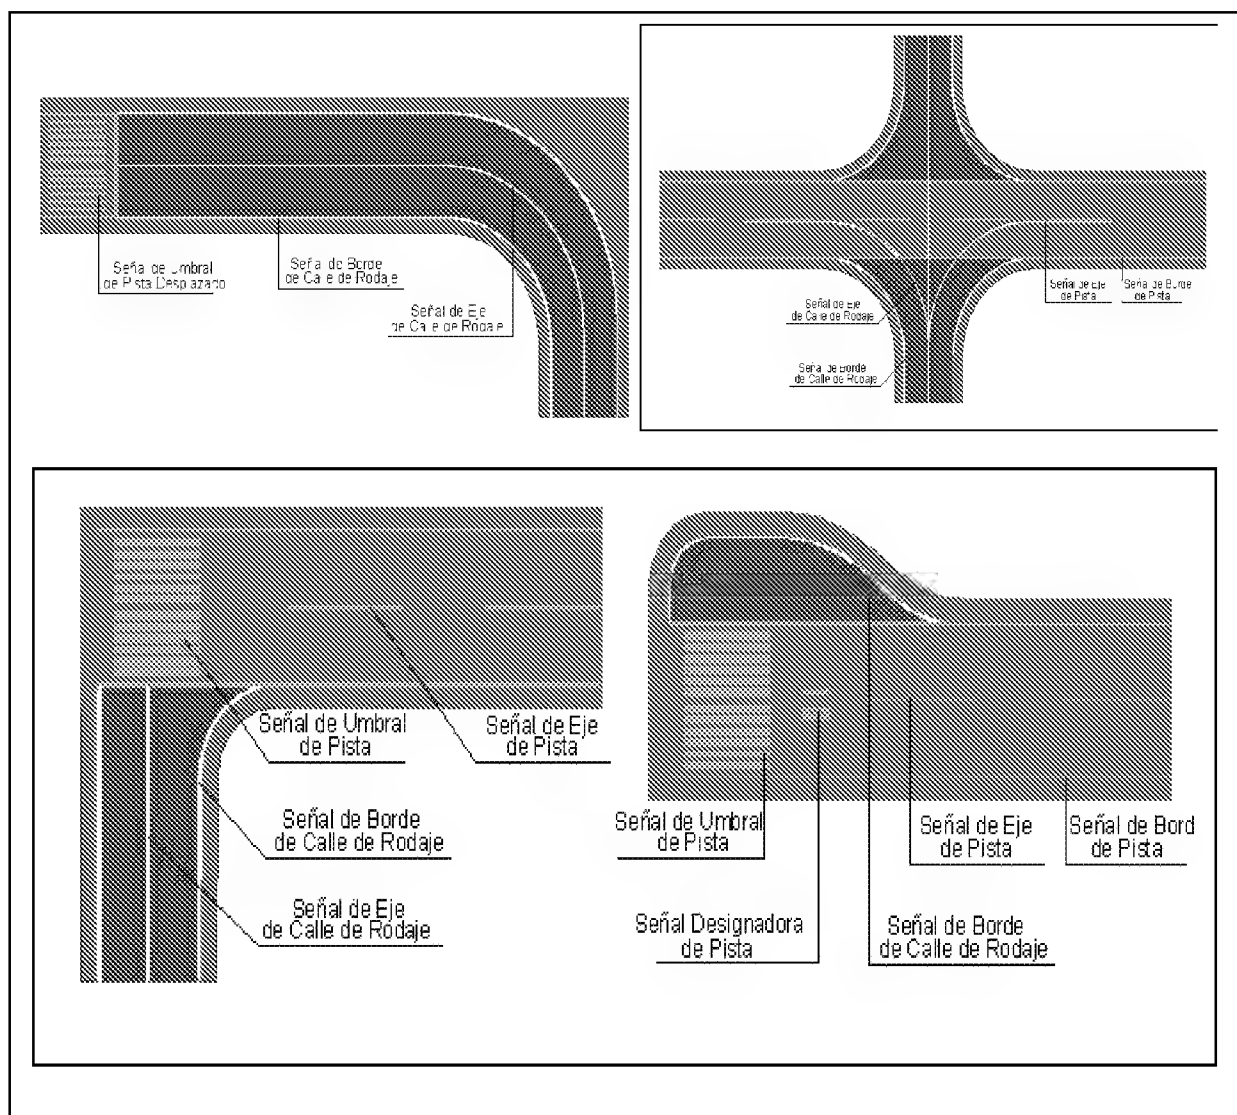 Señal de Umbral
de Pista Desplazado
Señal de Borde
de Calle de Rodaje
Señal de Eje
de Calle de Rodaje
Señal de Eje
de Calle de Rodaje
Señal de Borde
de Calle de Rodaje
Señal de Eje
de Pista
Señal de Borde
de Pista
Señal de Umbral
de Pista
Señal de Eje
de Pista
Señal de Borde
de Calle de Rodaje
Señal de Eje
de Calle de Rodaje
Señal de Umbral
de Pista
Señal Designadora
de Pista
Señal de Eje
de Pista
Señal de Bord
de Pista
Señal de Borde
de Calle de Rodaje